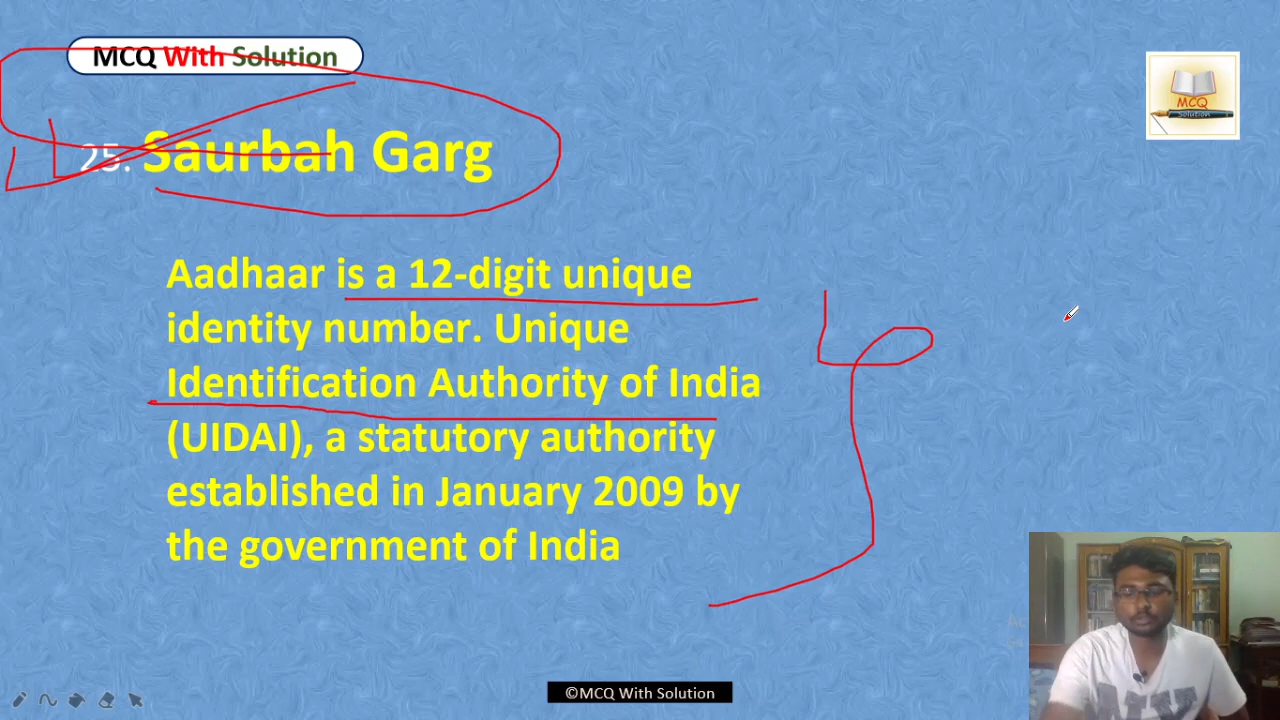 MCQ With Solution
MCQ
Solution
25. Saurbah Garg
Aadhaar is a 12-digit unique
identity number. Unique
Identification Authority of India
(UIDAI), a statutory authority
established in January 2009 by
the government of India
©MCQ With Solution